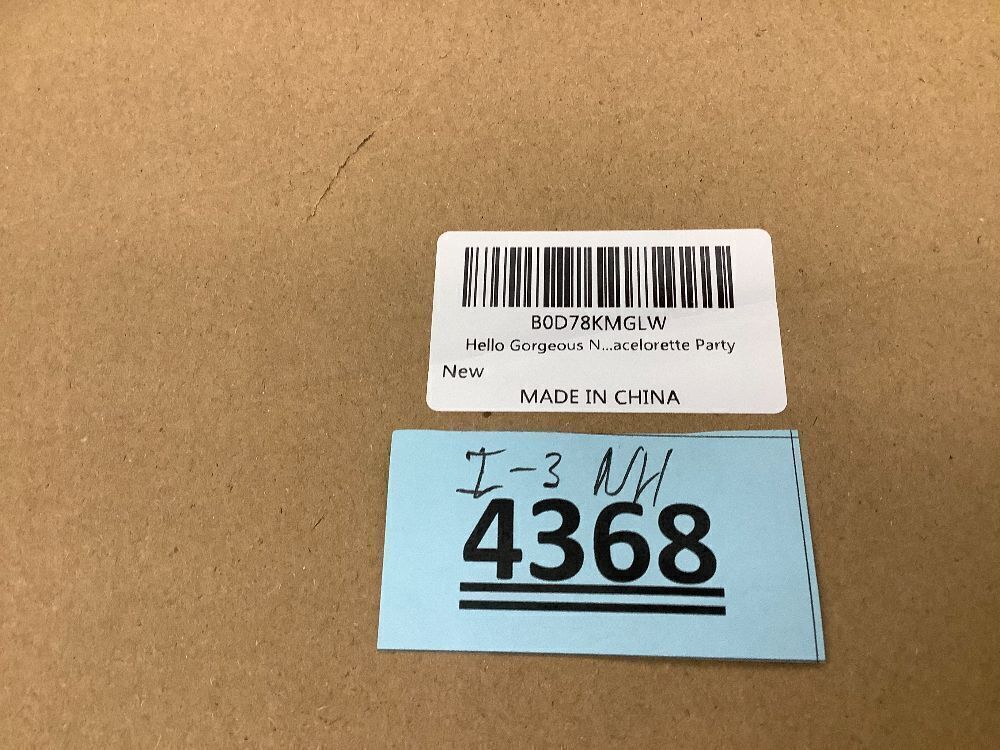 B0D78KMGLW
Hello Gorgeous N...acelorette Party
New
MADE IN CHINA
I-3 NH
4368